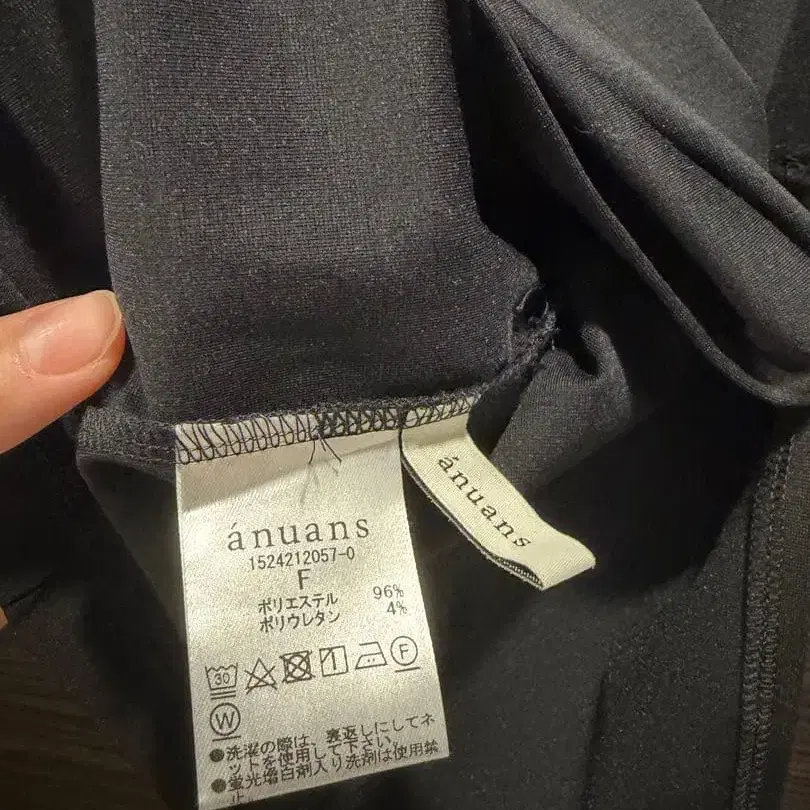 ánuans
1524212057-0
F
ポリエステル 96%
ポリウレタン 4%
30
F
W
●洗濯の際は、裏返しにしてネ
ットを使用して下さい。
●蛍光増白剤入り洗剤は使用禁
止
ánuans